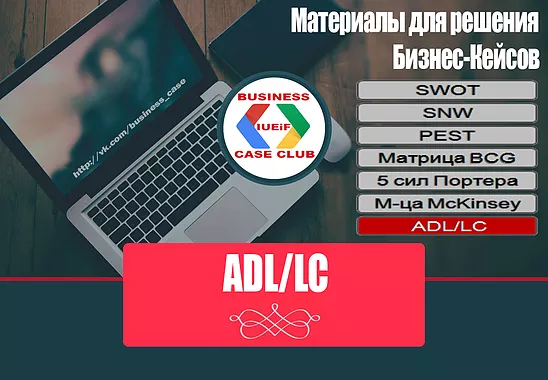 Материалы для решения
Бизнес-Кейсов
http://vk.com/business_case
BUSINESS
IUEiF
CASE CLUB
SWOT
SNW
PEST
Матрица BCG
5 сил Портера
М-ца McKinsey
ADL/LC
ADL/LC